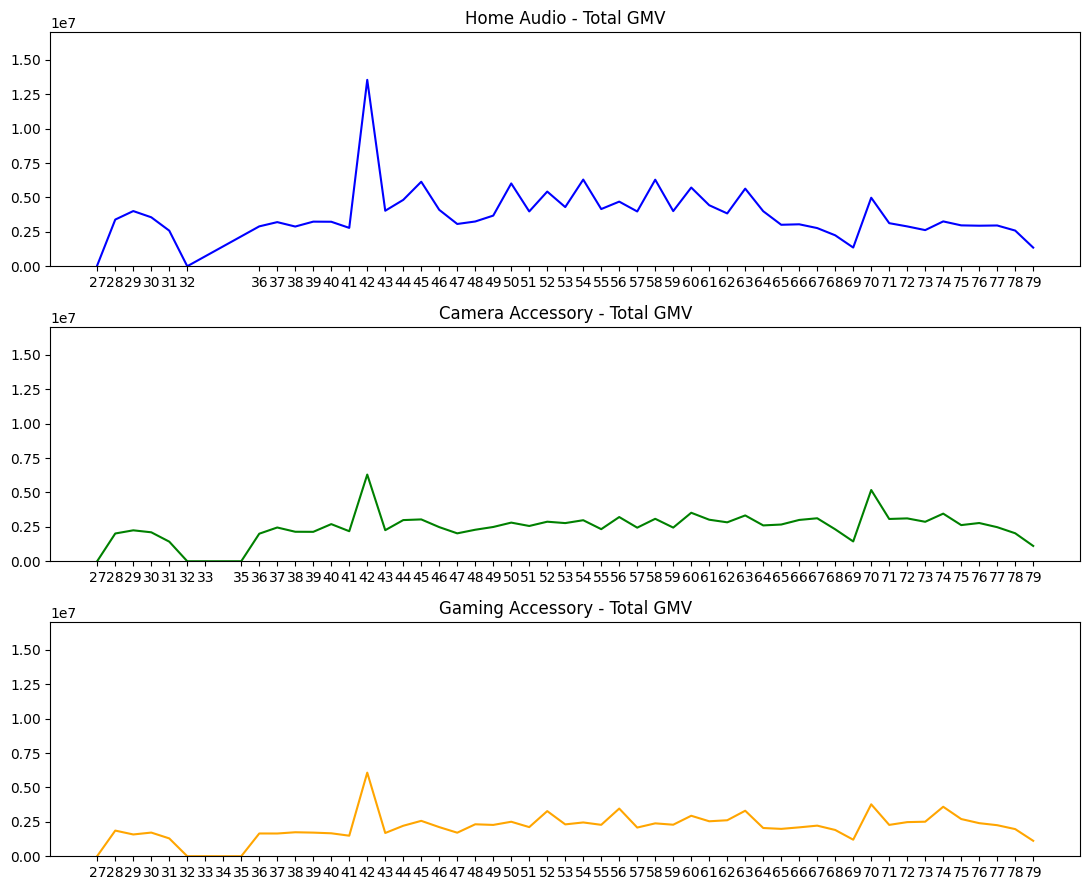 Home Audio - Total GMV
1e7
1.50
1.25
1.00
0.75
0.50
0.25
0.00
27 28 29 30 31 32 36 37 38 39 40 41 42 43 44 45 46 47 48 49 50 51 52 53 54 55 56 57 58 59 60 61 62 63 64 65 66 67 68 69 70 71 72 73 74 75 76 77 78 79
Camera Accessory - Total GMV
1e7
1.50
1.25
1.00
0.75
0.50
0.25
0.00
27 28 29 30 31 32 33 35 36 37 38 39 40 41 42 43 44 45 46 47 48 49 50 51 52 53 54 55 56 57 58 59 60 61 62 63 64 65 66 67 68 69 70 71 72 73 74 75 76 77 78 79
Gaming Accessory - Total GMV
1e7
1.50
1.25
1.00
0.75
0.50
0.25
0.00
27 28 29 30 31 32 33 34 35 36 37 38 39 40 41 42 43 44 45 46 47 48 49 50 51 52 53 54 55 56 57 58 59 60 61 62 63 64 65 66 67 68 69 70 71 72 73 74 75 76 77 78 79